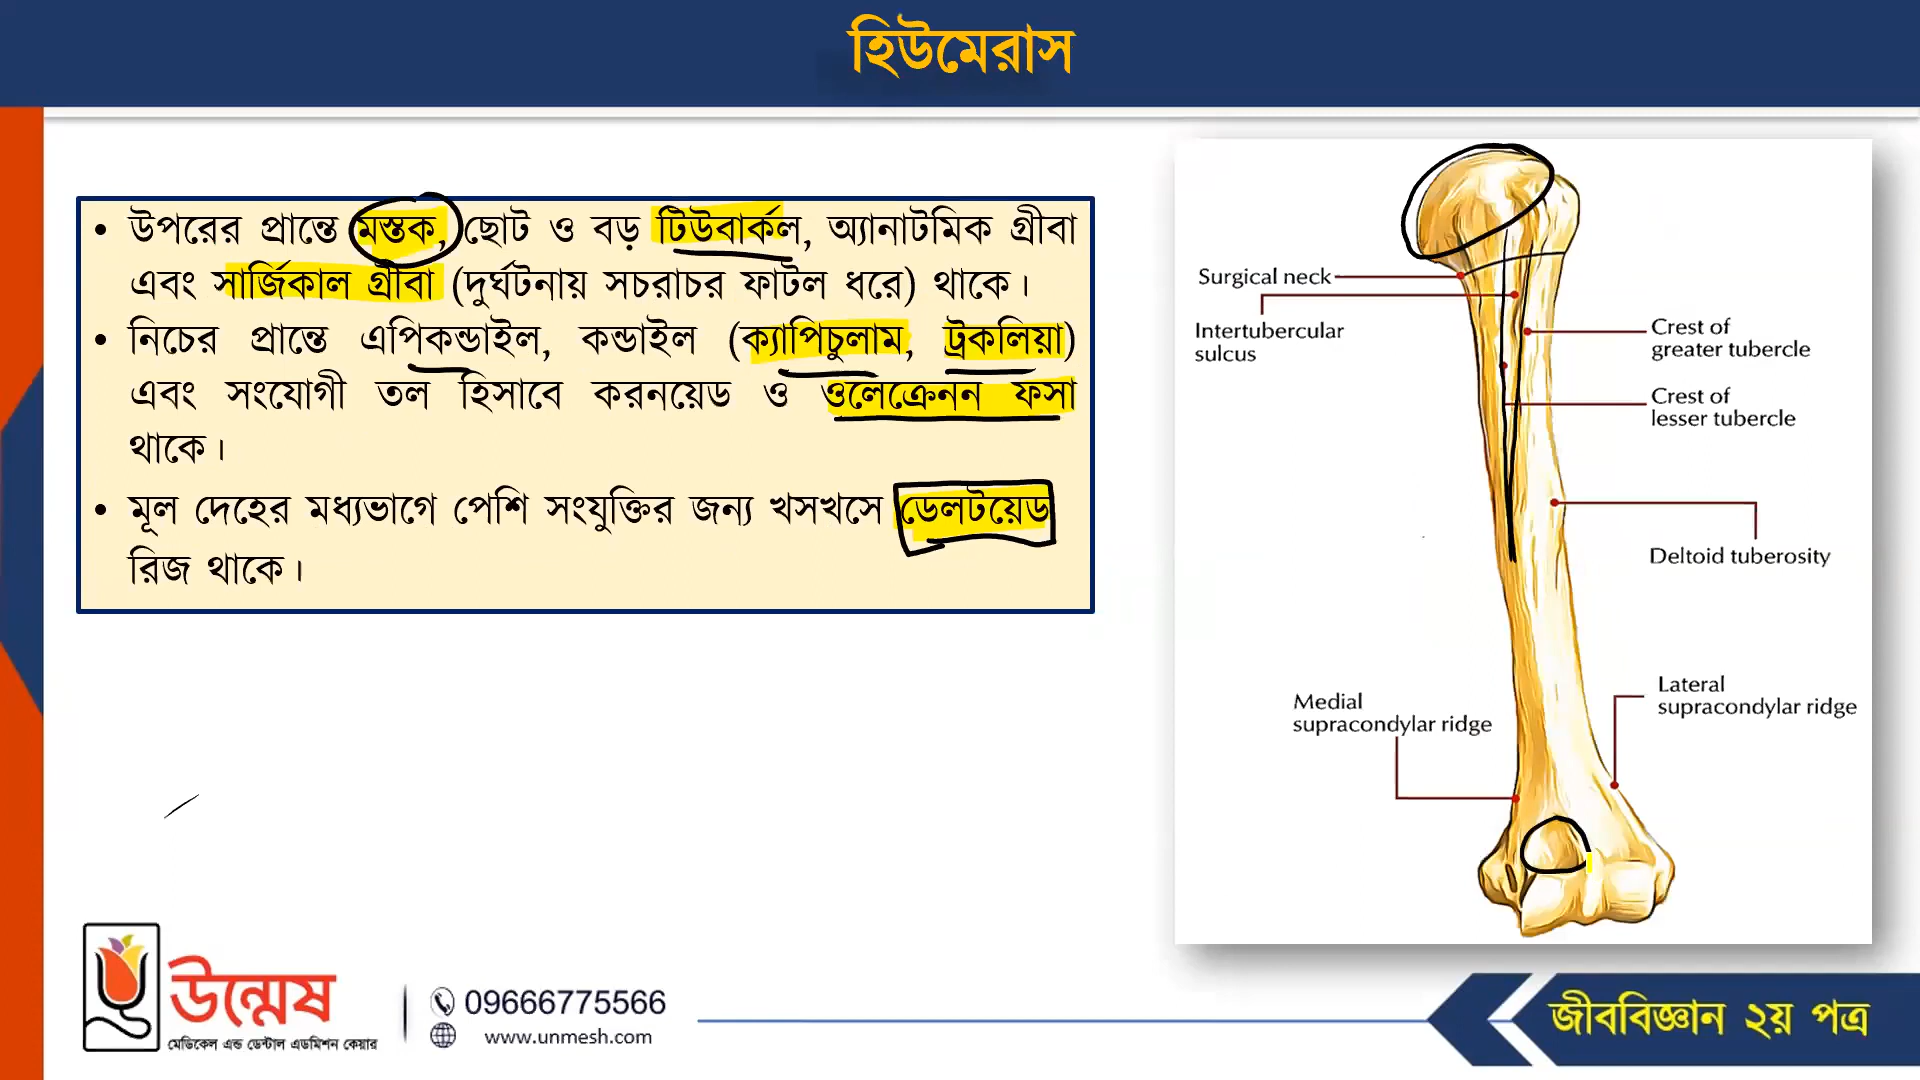 হিউমেরাস
• উপরের প্রান্তে মস্তক, ছোট ও বড় টিউবার্কল, অ্যানাটমিক গ্রীবা
এবং সার্জিকাল গ্রীবা (দুর্ঘটনায় সচরাচর ফাটল ধরে) থাকে।
• নিচের প্রান্তে এপিকন্ডাইল, কন্ডাইল (ক্যাপিচুলাম, ট্রকলিয়া)
এবং সংযোগী তল হিসাবে করনয়েড ও ওলেক্রেনন ফসা
থাকে।
• মূল দেহের মধ্যভাগে পেশি সংযুক্তির জন্য খসখসে ডেলটয়েড
রিজ থাকে।
Surgical neck
Intertubercular
sulcus
Crest of
greater tubercle
Crest of
lesser tubercle
Deltoid tuberosity
Medial
supracondylar ridge
Lateral
supracondylar ridge
উন্মেষ
মেডিকেল এন্ড ডেন্টাল এডমিশন কেয়ার
09666775566
www.unmesh.com
জীববিজ্ঞান ২য় পত্র